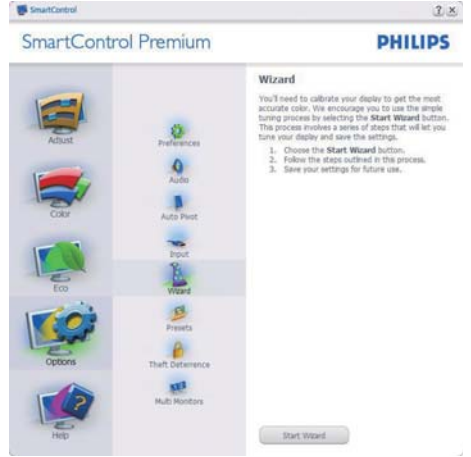 SmartControl
SmartControl Premium
PHILIPS
Adjust
Color
Eco
Options
Help
Preferences
Audio
Auto Pivot
Input
Wizard
Presets
Theft Deterrence
Multi Monitors
Wizard
You'll need to calibrate your display to get the most
accurate color. We encourage you to use the simple
tuning process by selecting the Start Wizard button.
This process involves a series of steps that will let you
tune your display and save the settings.
1. Choose the Start Wizard button.
2. Follow the steps outlined in this process.
3. Save your settings for future use.
Start Wizard